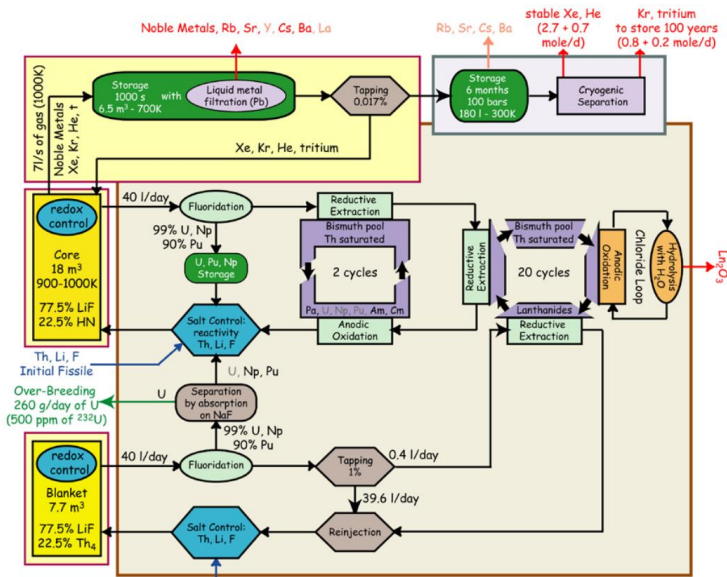 Noble Metals, Rb, Sr, Y, Cs, Ba, La
Rb, Sr, Cs, Ba
stable Xe, He
(2.7 + 0.7
mole/d)
Kr, tritium
to store 100 years
(0.8 + 0.2 mole/d)
7l/s of gas (1000K)
Noble Metals
Xe, Kr, He, t
Storage
1000 s
6.5 m³ - 700K
with
Liquid metal
filtration (Pb)
Tapping
0.017%
Storage
6 months
100 bars
180 l - 300K
Cryogenic
Separation
Xe, Kr, He, tritium
redox
control
Core
18 m³
900-1000K
77.5% LiF
22.5% HN
40 l/day
Fluoridation
99% U, Np
90% Pu
U, Pu, Np
Storage
Salt Control:
reactivity
Th, Li, F
Reductive
Extraction
Bismuth pool
Th saturated
2 cycles
Pa, U, Np, Pu, Am, Cm
Anodic
Oxidation
Reductive
Extraction
Bismuth pool
Th saturated
20 cycles
Lanthanides
Reductive
Extraction
Anodic
Oxidation
Chloride Loop
Hydrolysis
with H₂O
Ln₂O₃
Th, Li, F
Initial Fissile
U, Np, Pu
Over-Breeding
260 g/day of U
(500 ppm of ²³²U)
U
Separation
by absorption
on NaF
99% U, Np
90% Pu
redox
control
Blanket
7.7 m³
77.5% LiF
22.5% Th₄
40 l/day
Fluoridation
Tapping
1%
0.4 l/day
39.6 l/day
Salt Control:
Th, Li, F
Reinjection